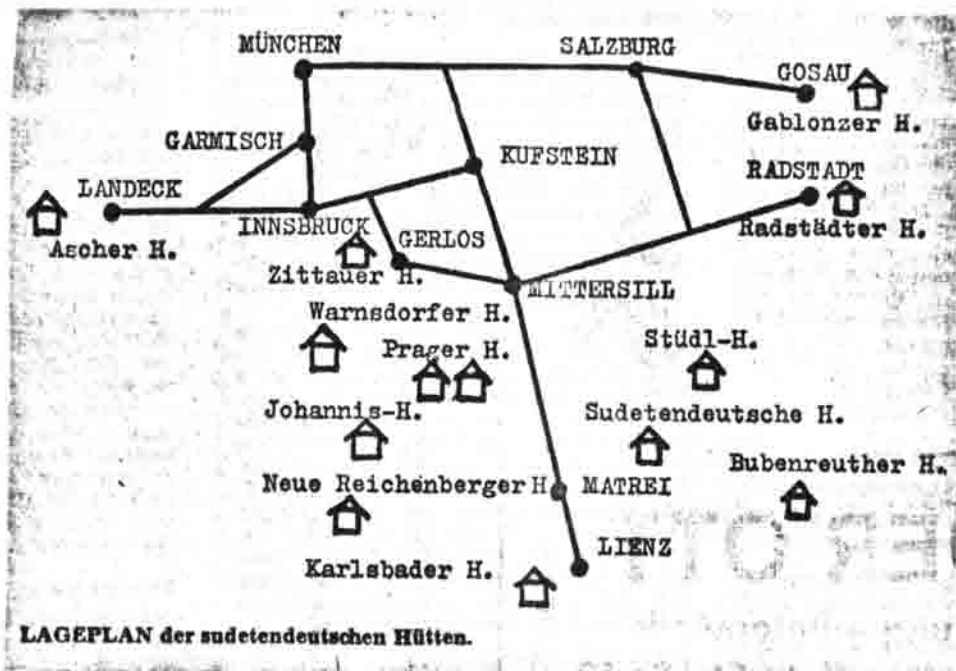 MÜNCHEN
SALZBURG
GOSAU
Gablonzer H.
GARMISCH
KUFSTEIN
LANDECK
RADSTADT
INNSBRUCK
GERLOS
Radstädter H.
Ascher H.
Zittauer H.
MITTERSILL
Warnsdorfer H.
Prager H.
Stüdl-H.
Johannis-H.
Sudetendeutsche H.
Bubenreuther H.
Neue Reichenberger H
MATREI
LIENZ
Karlsbader H.
LAGEPLAN der sudetendeutschen Hütten.